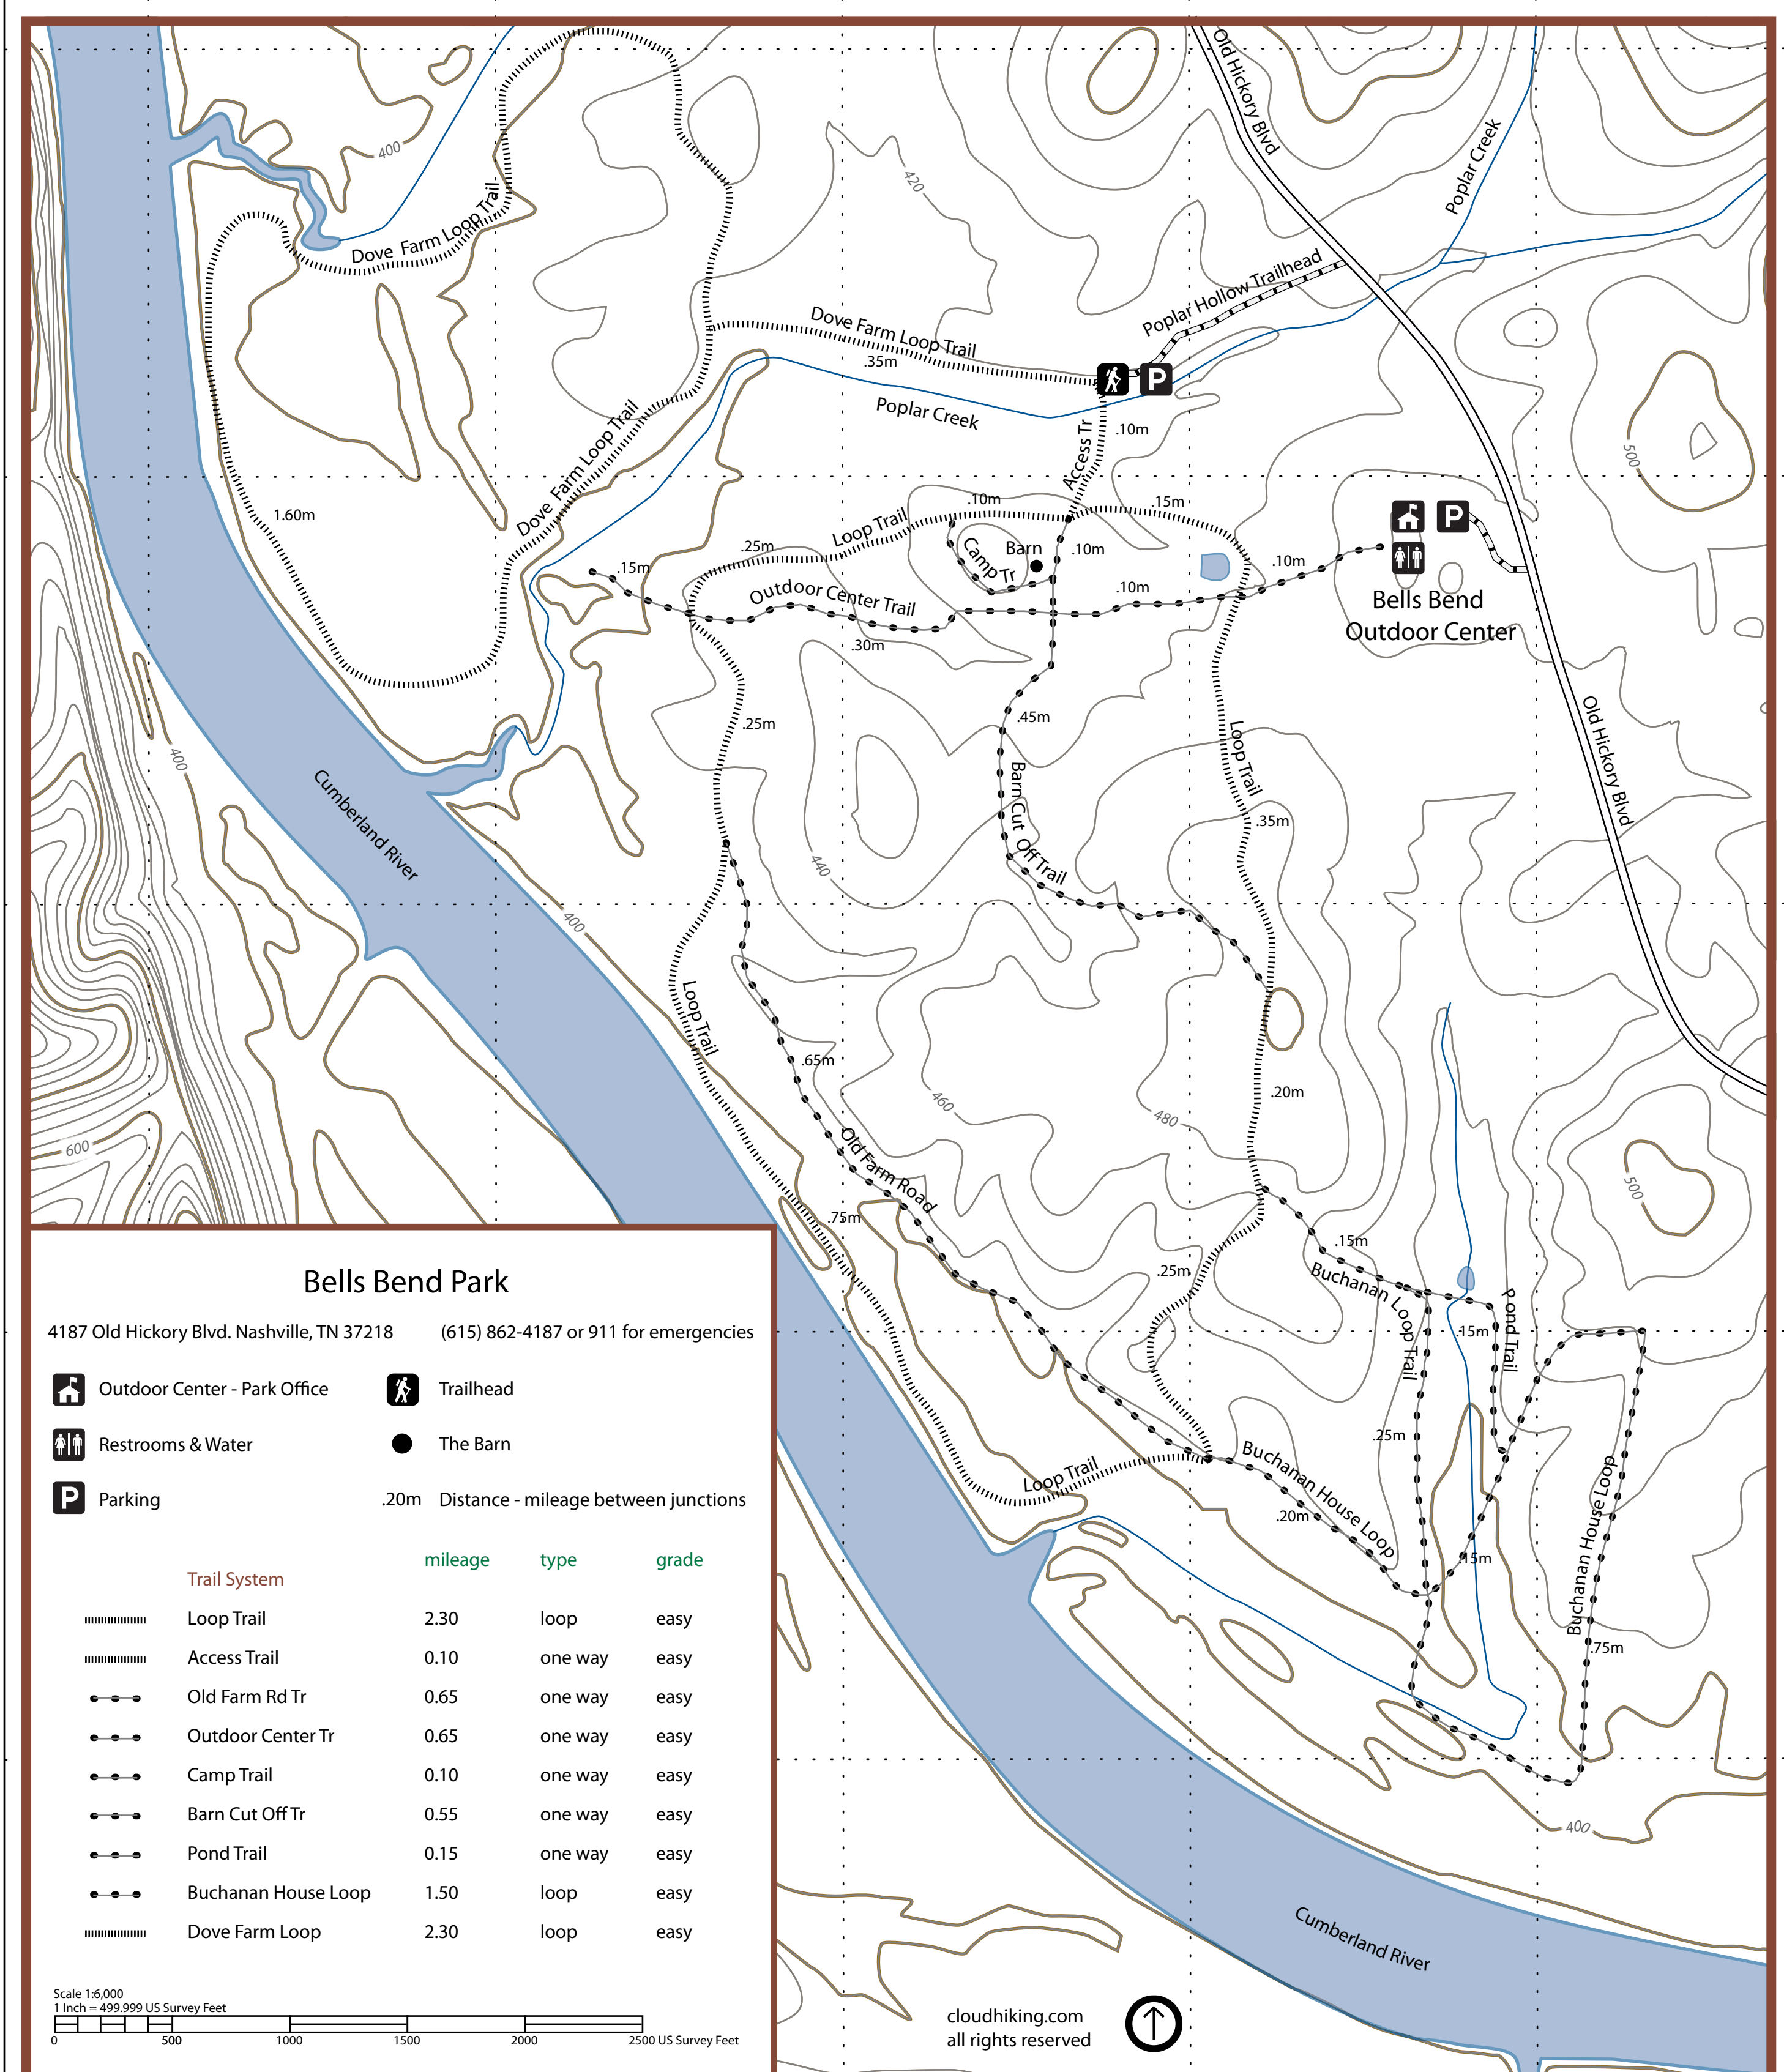 Old Hickory Blvd
Poplar Creek
400
420
Dove Farm Loop Trail
Poplar Hollow Trailhead
Dove Farm Loop Trail
.35m
P
Poplar Creek
.10m
Access Tr
500
Dove Farm Loop Trail
1.60m
.10m
.15m
Loop Trail
P
.25m
Camp Tr
Barn
.10m
.15m
.10m
.10m
Outdoor Center Trail
Bells Bend
Outdoor Center
.30m
.25m
.45m
Loop Trail
Old Hickory Blvd
400
Cumberland River
Barn Cut Off Trail
.35m
440
400
Loop Trail
.65m
460
480
.20m
600
Old Farm Road
.75m
500
.15m
.25m
Buchanan Loop Trail
.15m
Pond Trail
.25m
Buchanan House Loop
Loop Trail
.20m
.15m
Buchanan House Loop
.75m
400
Cumberland River
Bells Bend Park
4187 Old Hickory Blvd. Nashville, TN 37218 (615) 862-4187 or 911 for emergencies
Outdoor Center - Park Office
Trailhead
Restrooms & Water
The Barn
P Parking
.20m Distance - mileage between junctions
mileage type grade
Trail System
Loop Trail 2.30 loop easy
Access Trail 0.10 one way easy
Old Farm Rd Tr 0.65 one way easy
Outdoor Center Tr 0.65 one way easy
Camp Trail 0.10 one way easy
Barn Cut Off Tr 0.55 one way easy
Pond Trail 0.15 one way easy
Buchanan House Loop 1.50 loop easy
Dove Farm Loop 2.30 loop easy
Scale 1:6,000
1 Inch = 499.999 US Survey Feet
0 500 1000 1500 2000 2500 US Survey Feet
cloudhiking.com
all rights reserved